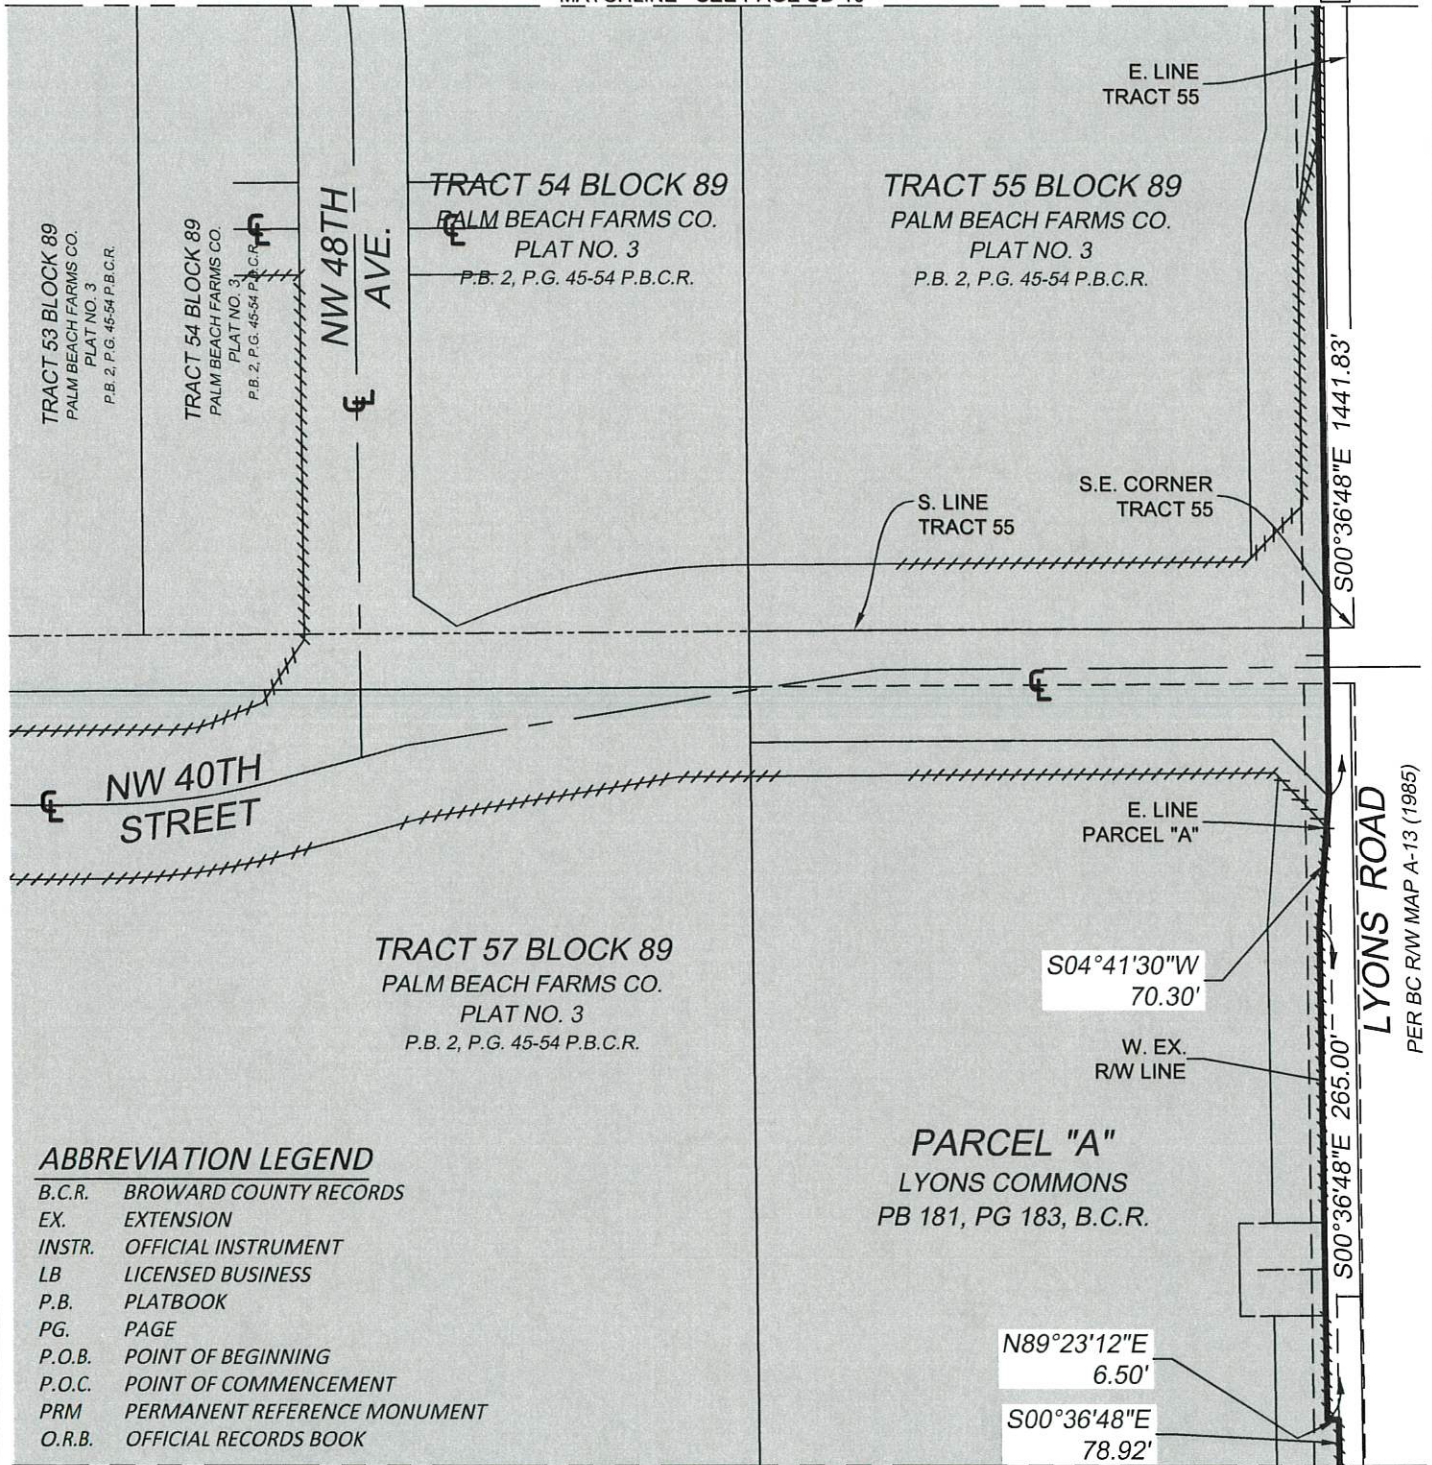 E. LINE
TRACT 55
TRACT 53 BLOCK 89
PALM BEACH FARMS CO.
PLAT NO. 3
P.B. 2, P.G. 45-54 P.B.C.R.
TRACT 54 BLOCK 89
PALM BEACH FARMS CO.
PLAT NO. 3
P.B. 2, P.G. 45-54 P.B.C.R.
NW 48TH
AVE.
TRACT 54 BLOCK 89
PALM BEACH FARMS CO.
PLAT NO. 3
P.B. 2, P.G. 45-54 P.B.C.R.
TRACT 55 BLOCK 89
PALM BEACH FARMS CO.
PLAT NO. 3
P.B. 2, P.G. 45-54 P.B.C.R.
S00°36'48"E 1441.83'
S. LINE
TRACT 55
S.E. CORNER
TRACT 55
NW 40TH
STREET
E. LINE
PARCEL "A"
LYONS ROAD
PER BC R/W MAP A-13 (1985)
TRACT 57 BLOCK 89
PALM BEACH FARMS CO.
PLAT NO. 3
P.B. 2, P.G. 45-54 P.B.C.R.
S04°41'30"W
70.30'
W. EX.
R/W LINE
S00°36'48"E 265.00'
PARCEL "A"
LYONS COMMONS
PB 181, PG 183, B.C.R.
ABBREVIATION LEGEND
B.C.R. BROWARD COUNTY RECORDS
EX. EXTENSION
INSTR. OFFICIAL INSTRUMENT
LB LICENSED BUSINESS
P.B. PLATBOOK
PG. PAGE
P.O.B. POINT OF BEGINNING
P.O.C. POINT OF COMMENCEMENT
PRM PERMANENT REFERENCE MONUMENT
O.R.B. OFFICIAL RECORDS BOOK
N89°23'12"E
6.50'
S00°36'48"E
78.92'